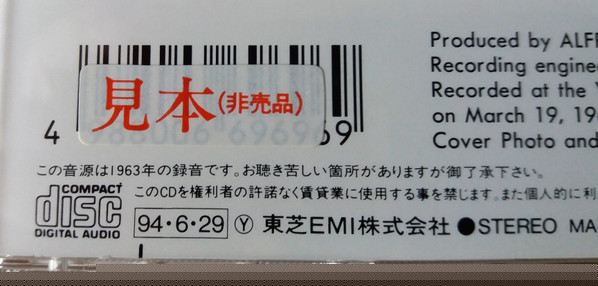 Produced by ALF
Recording engine
Recorded at the
on March 19, 19
Cover Photo and
見本(非売品)
4 988006 696969
この音源は1963年の録音です。お聴き苦しい箇所がありますが御了承下さい。
このCDを権利者の許諾なく賃貸業に使用する事を禁じます。また個人的に利
COMPACT
disc
DIGITAL AUDIO
94・6・29 Ⓨ 東芝EMI株式会社 ●STEREO MA